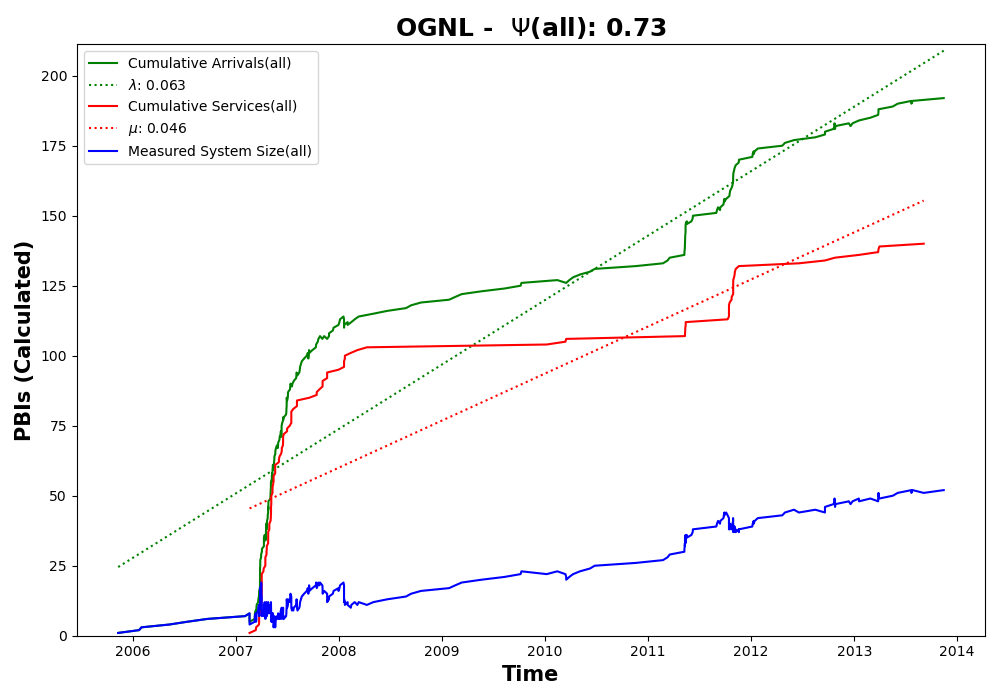 OGNL - Ψ(all): 0.73
Cumulative Arrivals(all)
λ: 0.063
Cumulative Services(all)
μ: 0.046
Measured System Size(all)
PBIs (Calculated)
200
175
150
125
100
75
50
25
0
2006 2007 2008 2009 2010 2011 2012 2013 2014
Time